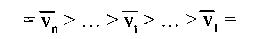 = v̅ₙ > ... > v̅ᵢ > ... > v̅₁ =